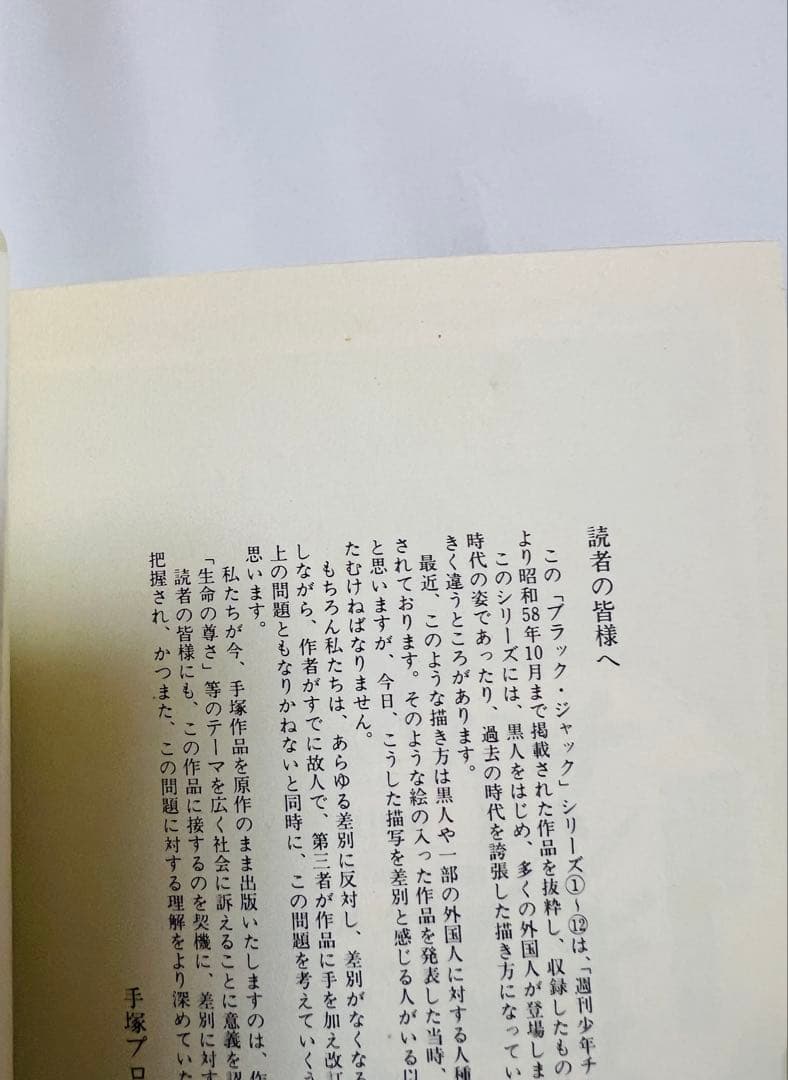 読者の皆様へ
この「ブラック・ジャック」シリーズ①〜⑫は、「週刊少年チ
より昭和58年10月まで掲載された作品を抜粋し、収録したもの
このシリーズには、黒人をはじめ、多くの外国人が登場しま
時代の姿であったり、過去の時代を誇張した描き方になってい
きく違うところがあります。
最近、このような描き方は黒人や一部の外国人に対する人種
されております。そのような絵の入った作品を発表した当時、
と思いますが、今日、こうした描写を差別と感じる人がいる以
たむけねばなりません。
もちろん私たちは、あらゆる差別に反対し、差別がなくなる
しながら、作者がすでに故人で、第三者が作品に手を加え改訂
上の問題ともなりかねないと同時に、この問題を考えていくう
思います。
私たちが今、手塚作品を原作のまま出版いたしますのは、作
「生命の尊さ」等のテーマを広く社会に訴えることに意義を認
読者の皆様にも、この作品に接するのを契機に、差別に対す
把握され、かつまた、この問題に対する理解をより深めていた
手塚プロ